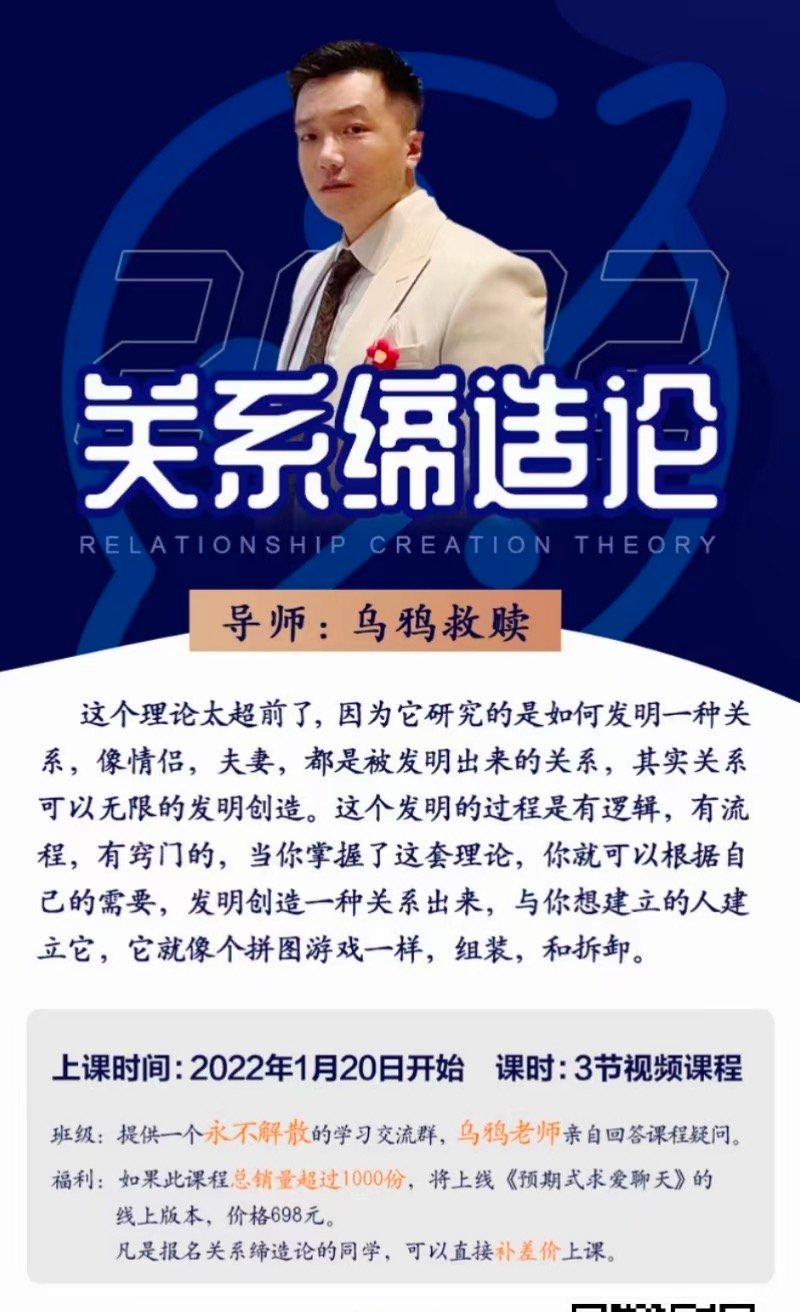 2022
关系缔造论
RELATIONSHIP CREATION THEORY
导师：乌鸦救赎
这个理论太超前了，因为它研究的是如何发明一种关
系，像情侣，夫妻，都是被发明出来的关系，其实关系
可以无限的发明创造。这个发明的过程是有逻辑，有流
程，有窍门的，当你掌握了这套理论，你就可以根据自
己的需要，发明创造一种关系出来，与你想建立的人建
立它，它就像个拼图游戏一样，组装，和拆卸。
上课时间：2022年1月20日开始 课时：3节视频课程
班级：提供一个永不解散的学习交流群，乌鸦老师亲自回答课程疑问。
福利：如果此课程总销量超过1000份，将上线《预期式求爱聊天》的
线上版本，价格698元。
凡是报名关系缔造论的同学，可以直接补差价上课。